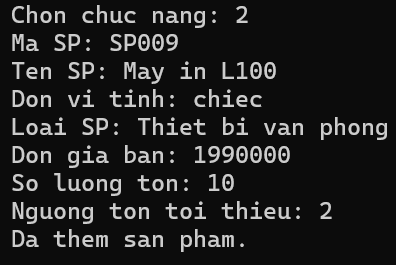 Chon chuc nang: 2
Ma SP: SP009
Ten SP: May in L100
Don vi tinh: chiec
Loai SP: Thiet bi van phong
Don gia ban: 1990000
So luong ton: 10
Nguong ton toi thieu: 2
Da them san pham.